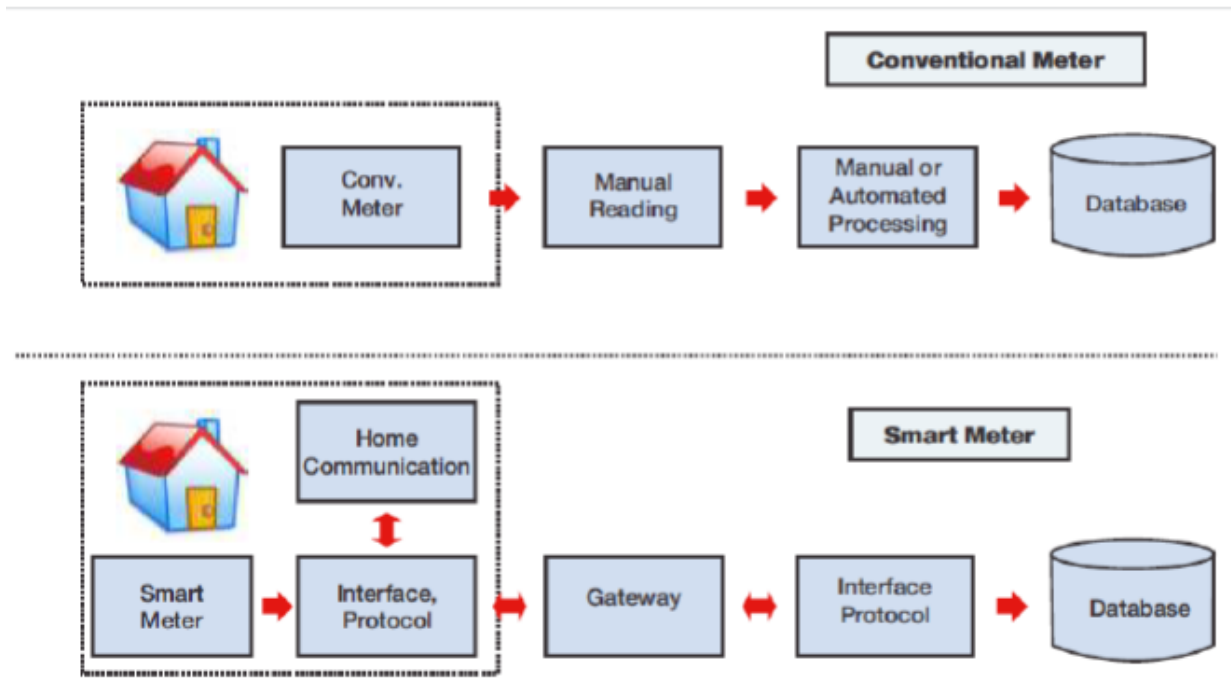 Conventional Meter
Conv.
Meter
Manual
Reading
Manual or
Automated
Processing
Database
Smart Meter
Home
Communication
Smart
Meter
Interface,
Protocol
Gateway
Interface
Protocol
Database